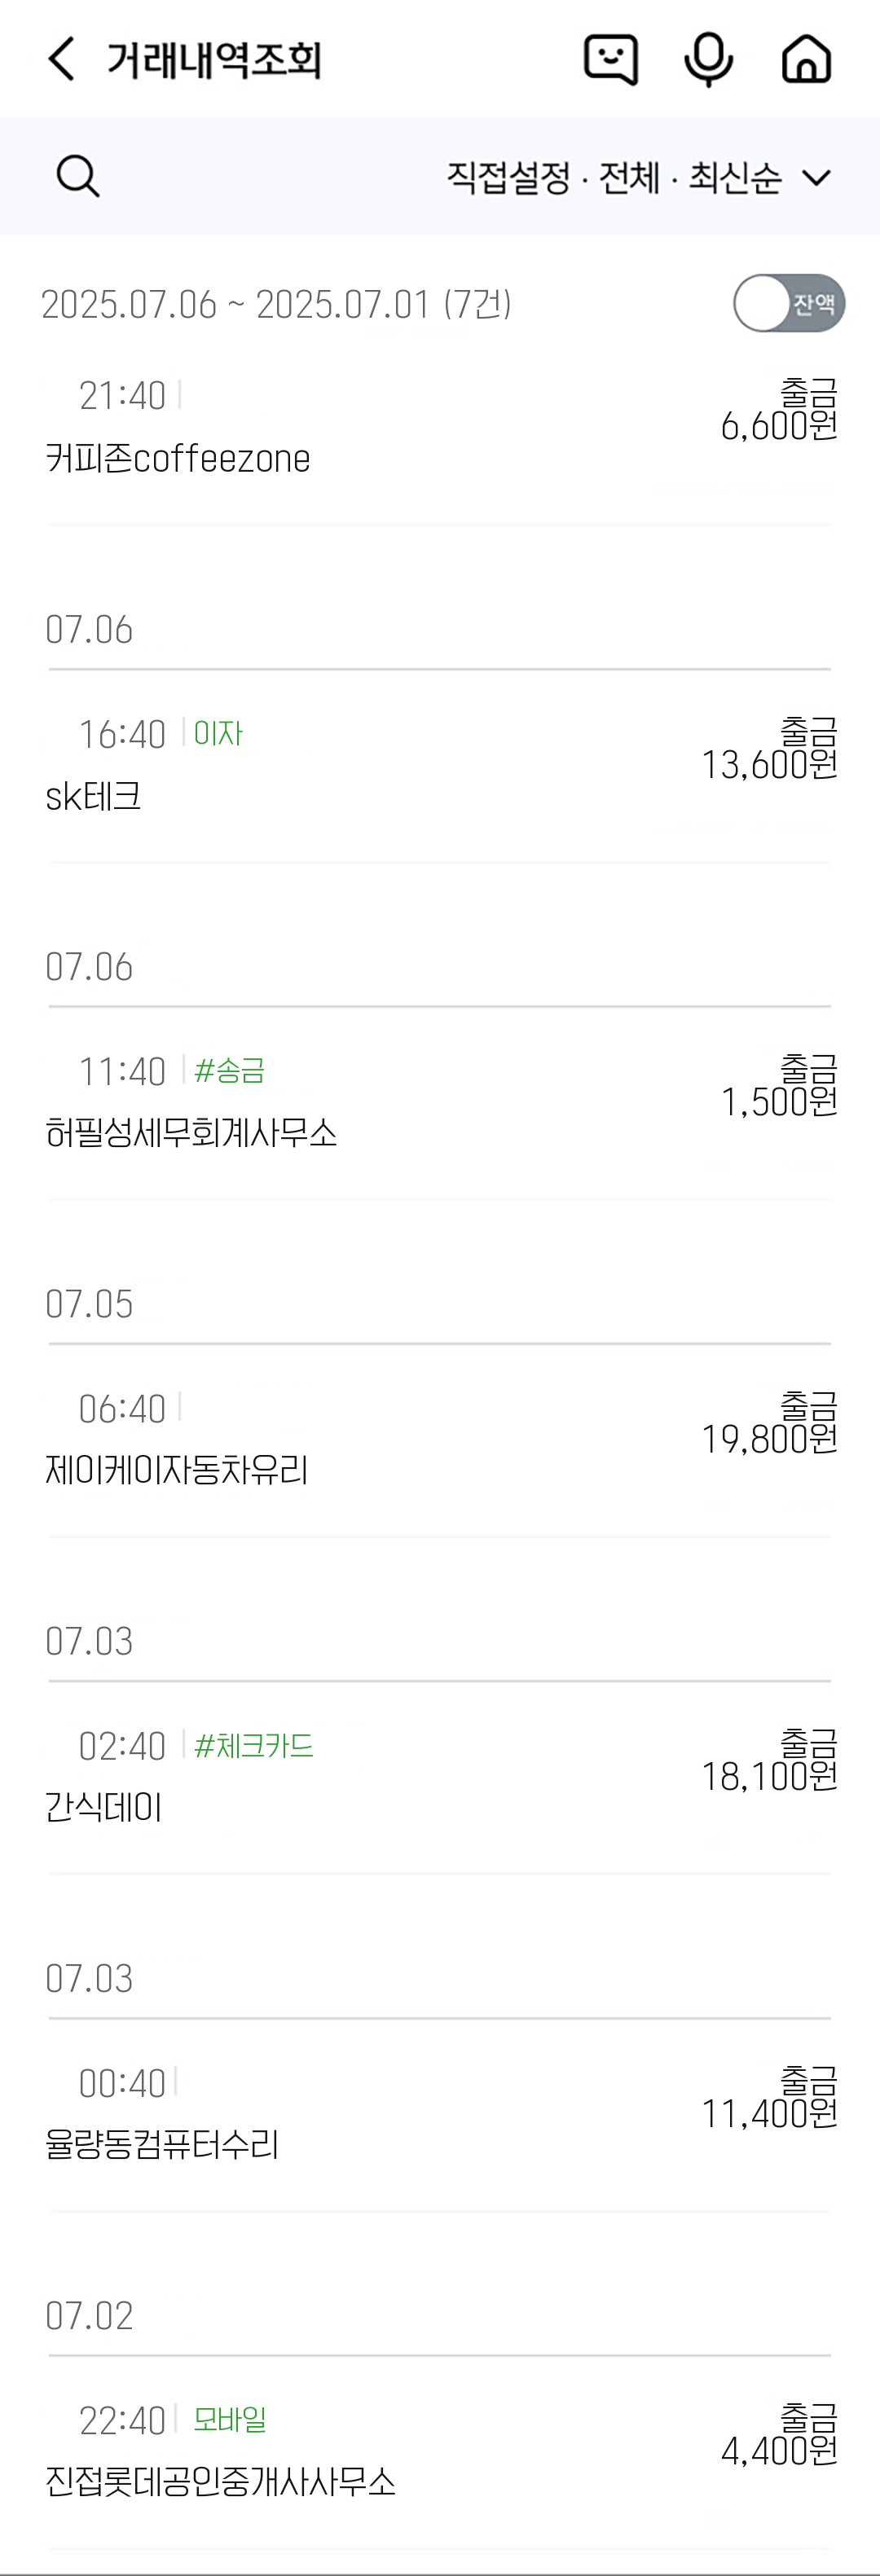 거래내역조회
직접설정 · 전체 · 최신순
2025.07.06 ~ 2025.07.01 (7건)
잔액
21:40
출금
6,600원
커피존coffeezone
07.06
16:40 이자
출금
13,600원
sk테크
07.06
11:40 #송금
출금
1,500원
허필성세무회계사무소
07.05
06:40
출금
19,800원
제이케이자동차유리
07.03
02:40 #체크카드
출금
18,100원
간식데이
07.03
00:40
출금
11,400원
율량동컴퓨터수리
07.02
22:40 모바일
출금
4,400원
진접롯데공인중개사사무소